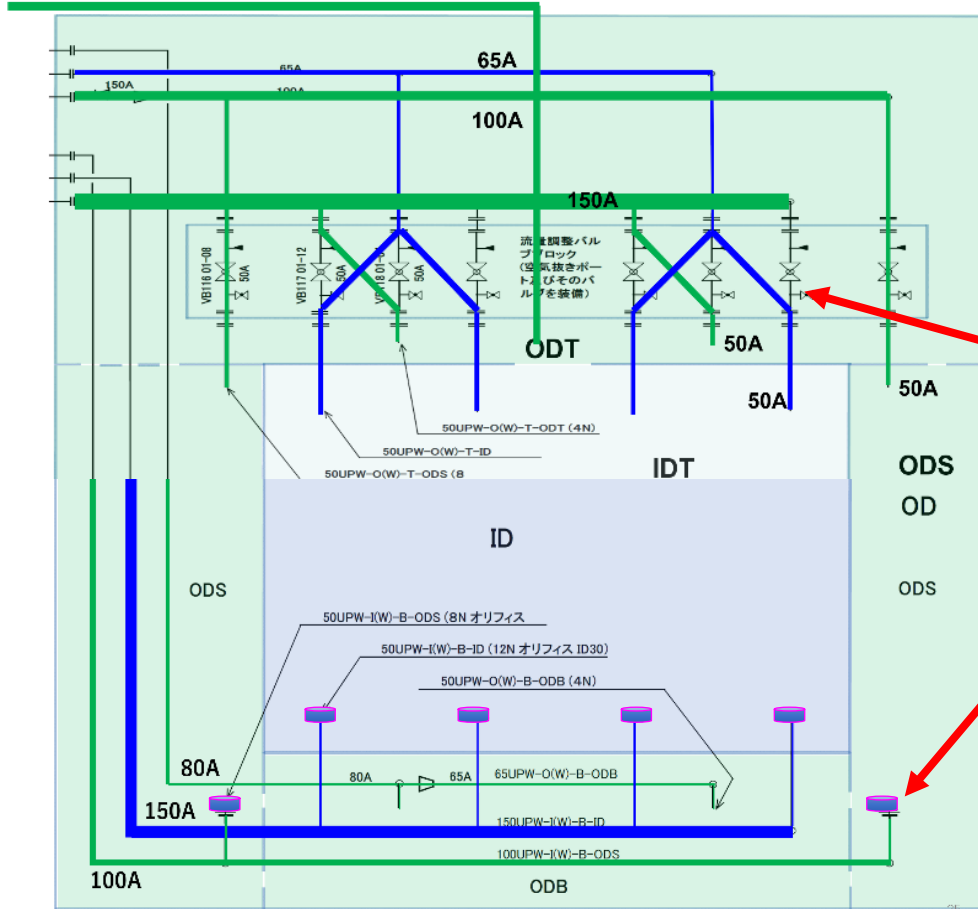 65A
65A
150A
100A
100A
150A
VB116 01-08
50A
VB117 01-12
50A
50A
流量調整バル
ブブロック
(空気抜きポー
ト及びそのバ
ルブを装備)
ODT
50A
50A
50A
50UPW-O(W)-T-ODT (4N)
50UPW-O(W)-T-ID
50UPW-O(W)-T-ODS (8
IDT
ODS
OD
ID
ODS
ODS
50UPW-I(W)-B-ODS (8N オリフィス
50UPW-I(W)-B-ID (12N オリフィス ID30)
50UPW-O(W)-B-ODB (4N)
80A
80A
65A
65UPW-O(W)-B-ODB
150A
150UPW-I(W)-B-ID
100UPW-I(W)-B-ODS
100A
ODB